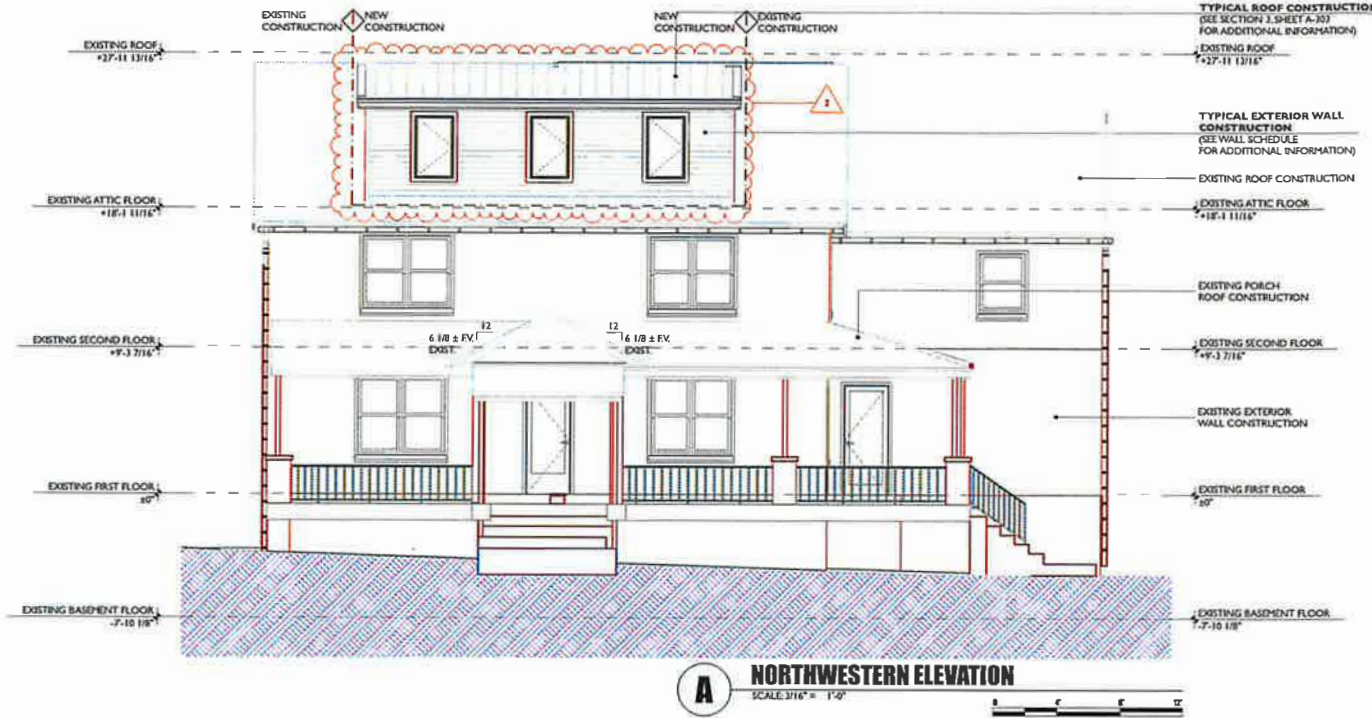 EXISTING CONSTRUCTION
NEW CONSTRUCTION
NEW CONSTRUCTION
EXISTING CONSTRUCTION
TYPICAL ROOF CONSTRUCTION
(SEE SECTION 3, SHEET A-303
FOR ADDITIONAL INFORMATION)
EXISTING ROOF
+27'-11 13/16"
EXISTING ROOF
+27'-11 13/16"
2
TYPICAL EXTERIOR WALL
CONSTRUCTION
(SEE WALL SCHEDULE
FOR ADDITIONAL INFORMATION)
EXISTING ROOF CONSTRUCTION
EXISTING ATTIC FLOOR
+18'-1 11/16"
EXISTING ATTIC FLOOR
+18'-1 11/16"
EXISTING PORCH
ROOF CONSTRUCTION
12
6 1/8 ± F.V.
EXIST.
12
6 1/8 ± F.V.
EXIST.
EXISTING SECOND FLOOR
+9'-3 7/16"
EXISTING SECOND FLOOR
+9'-3 7/16"
EXISTING EXTERIOR
WALL CONSTRUCTION
EXISTING FIRST FLOOR
±0"
EXISTING FIRST FLOOR
±0"
EXISTING BASEMENT FLOOR
-7'-10 1/8"
EXISTING BASEMENT FLOOR
-7'-10 1/8"
A
NORTHWESTERN ELEVATION
SCALE: 3/16" = 1'-0"
0 4' 8' 12'